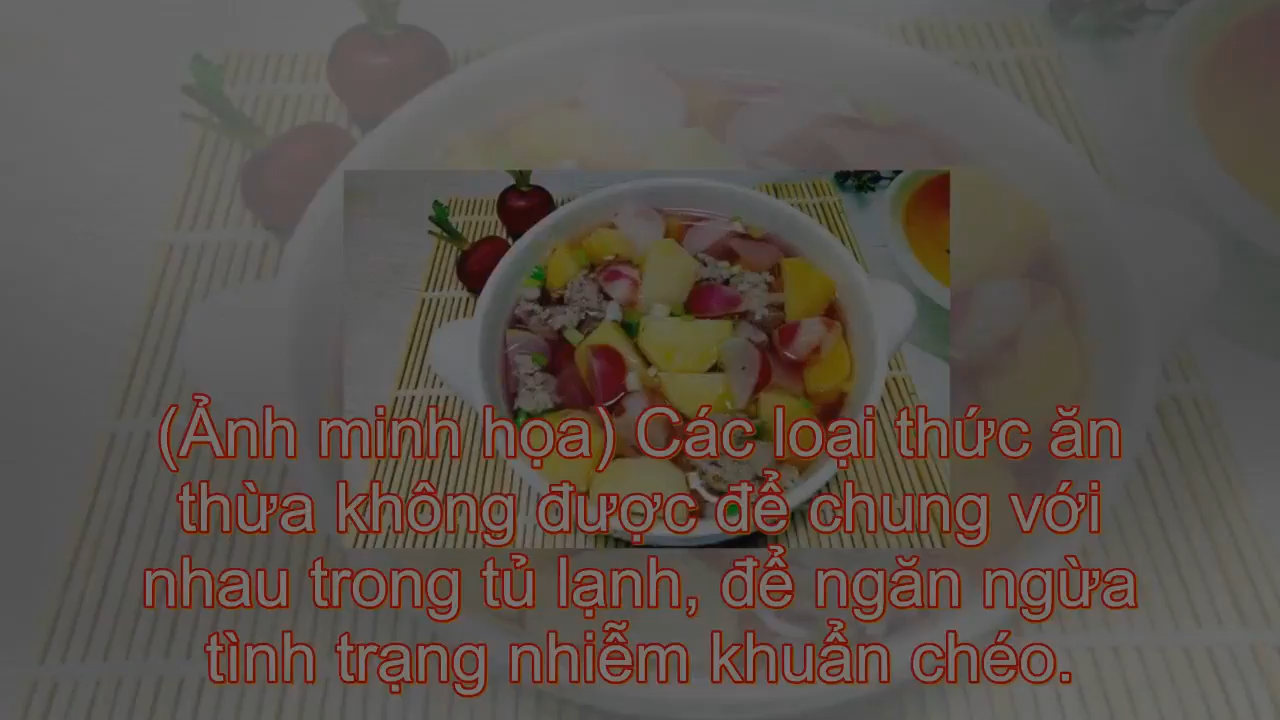 (Ảnh minh họa) Các loại thức ăn
thừa không được để chung với
nhau trong tủ lạnh, để ngăn ngừa
tình trạng nhiễm khuẩn chéo.